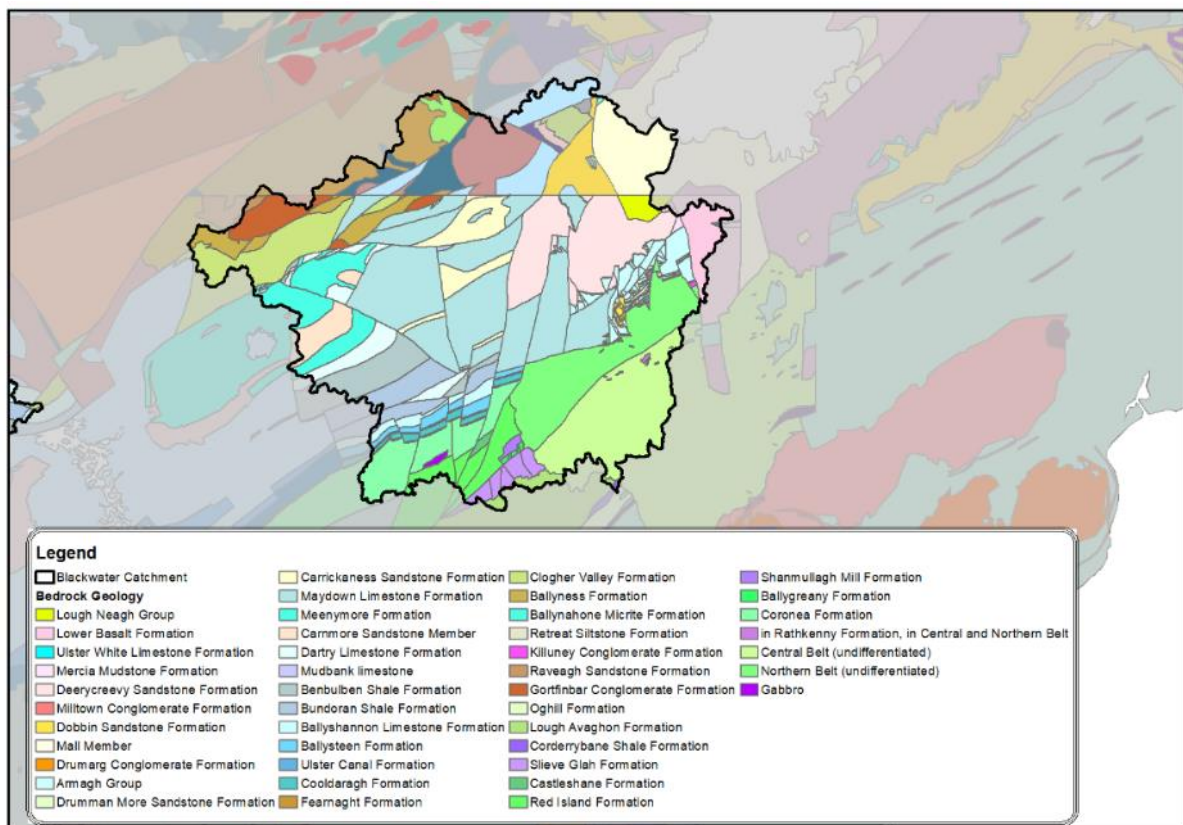 Legend
Blackwater Catchment
Bedrock Geology
Lough Neagh Group
Lower Basalt Formation
Ulster White Limestone Formation
Mercia Mudstone Formation
Deerycreevy Sandstone Formation
Milltown Conglomerate Formation
Dobbin Sandstone Formation
Mall Member
Drumarg Conglomerate Formation
Armagh Group
Drumman More Sandstone Formation
Carrickaness Sandstone Formation
Maydown Limestone Formation
Meenymore Formation
Carnmore Sandstone Member
Dartry Limestone Formation
Mudbank limestone
Benbulben Shale Formation
Bundoran Shale Formation
Ballyshannon Limestone Formation
Ballysteen Formation
Ulster Canal Formation
Cooldaragh Formation
Fearnaght Formation
Clogher Valley Formation
Ballyness Formation
Ballynahone Micrite Formation
Retreat Siltstone Formation
Killuney Conglomerate Formation
Raveagh Sandstone Formation
Gortfinbar Conglomerate Formation
Oghill Formation
Lough Avaghon Formation
Corderrybane Shale Formation
Slieve Glah Formation
Castleshane Formation
Red Island Formation
Shanmullagh Mill Formation
Ballygreany Formation
Coronea Formation
in Rathkenny Formation, in Central and Northern Belt
Central Belt (undifferentiated)
Northern Belt (undifferentiated)
Gabbro